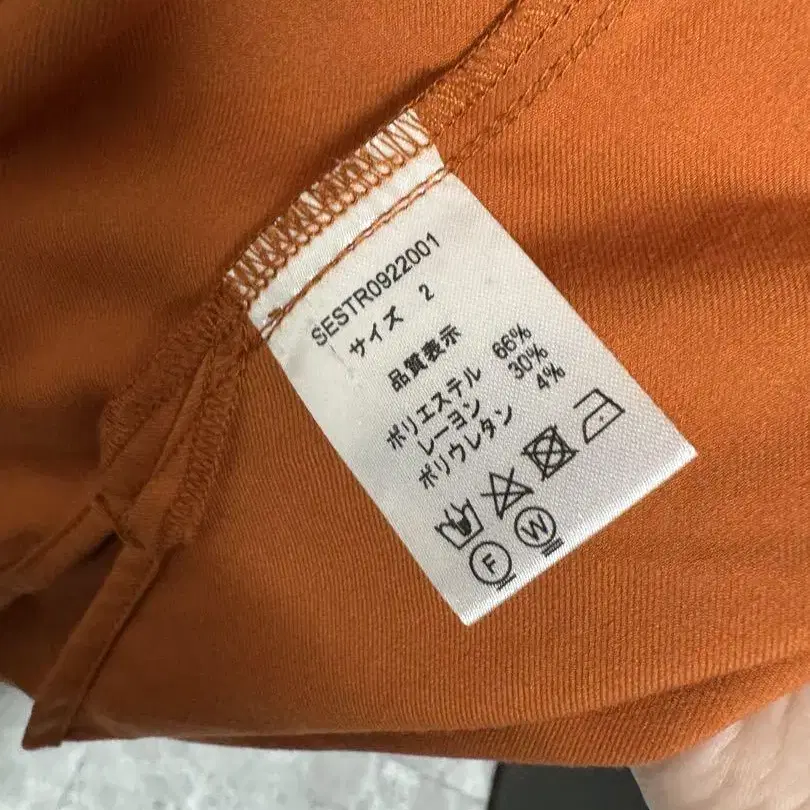 SESTR0922001
サイズ 2
品質表示
ポリエステル 66%
レーヨン 30%
ポリウレタン 4%
F W